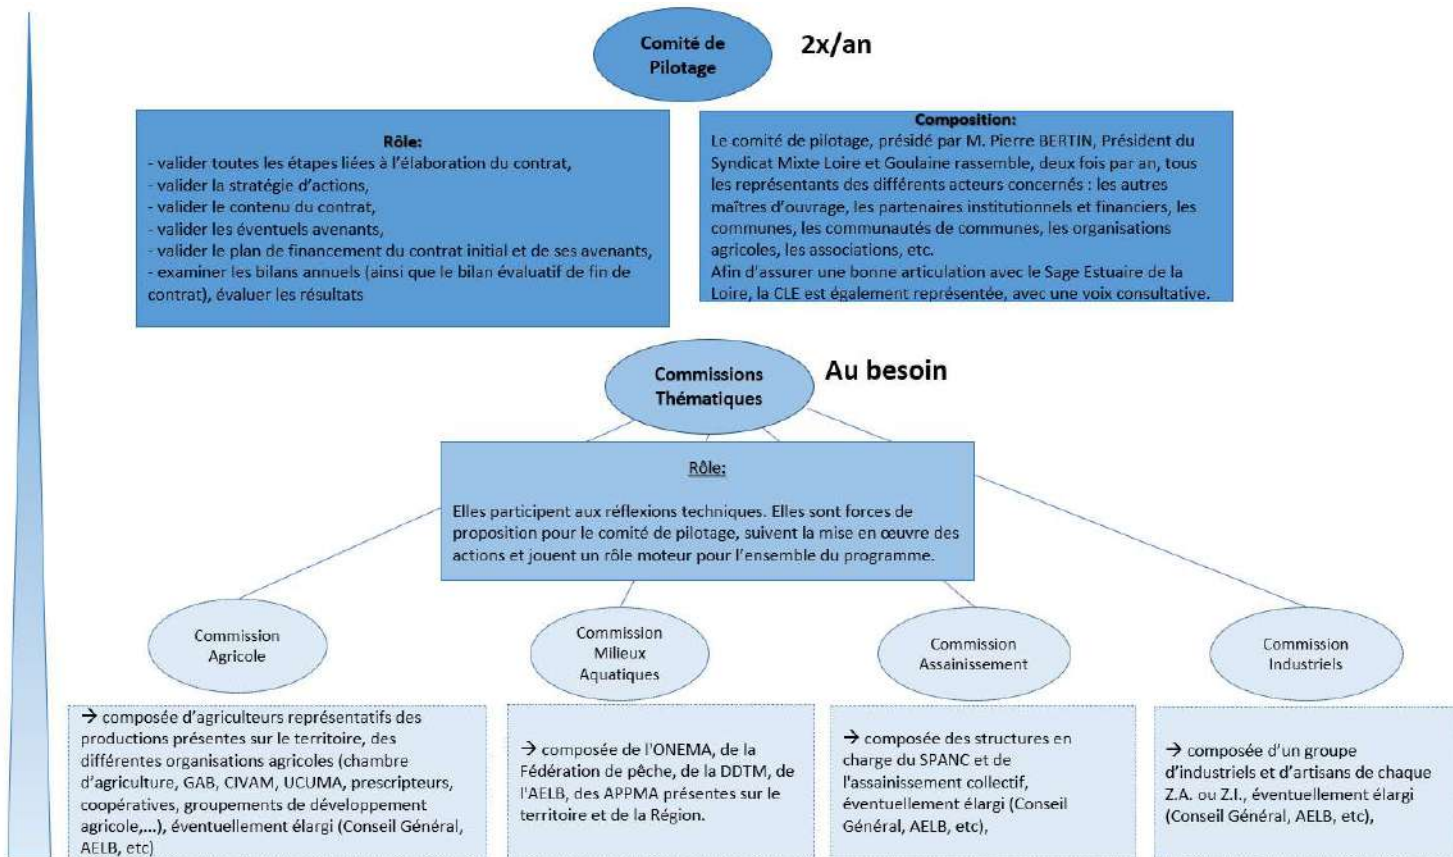 Comité de
Pilotage
2x/an
Rôle:
- valider toutes les étapes liées à l'élaboration du contrat,
- valider la stratégie d'actions,
- valider le contenu du contrat,
- valider les éventuels avenants,
- valider le plan de financement du contrat initial et de ses avenants,
- examiner les bilans annuels (ainsi que le bilan évaluatif de fin de
contrat), évaluer les résultats
Composition:
Le comité de pilotage, présidé par M. Pierre BERTIN, Président du
Syndicat Mixte Loire et Goulaine rassemble, deux fois par an, tous
les représentants des différents acteurs concernés : les autres
maîtres d'ouvrage, les partenaires institutionnels et financiers, les
communes, les communautés de communes, les organisations
agricoles, les associations, etc.
Afin d'assurer une bonne articulation avec le Sage Estuaire de la
Loire, la CLE est également représentée, avec une voix consultative.
Commissions
Thématiques
Au besoin
Rôle:
Elles participent aux réflexions techniques. Elles sont forces de
proposition pour le comité de pilotage, suivent la mise en œuvre des
actions et jouent un rôle moteur pour l'ensemble du programme.
Commission
Agricole
→ composée d'agriculteurs représentatifs des
productions présentes sur le territoire, des
différentes organisations agricoles (chambre
d'agriculture, GAB, CIVAM, UCUMA, prescripteurs,
coopératives, groupements de développement
agricole,...), éventuellement élargi (Conseil Général,
AELB, etc)
Commission
Milieux
Aquatiques
→ composée de l'ONEMA, de la
Fédération de pêche, de la DDTM, de
l'AELB, des APPMA présentes sur le
territoire et de la Région.
Commission
Assainissement
→ composée des structures en
charge du SPANC et de
l'assainissement collectif,
éventuellement élargi (Conseil
Général, AELB, etc),
Commission
Industriels
→ composée d'un groupe
d'industriels et d'artisans de chaque
Z.A. ou Z.I., éventuellement élargi
(Conseil Général, AELB, etc),